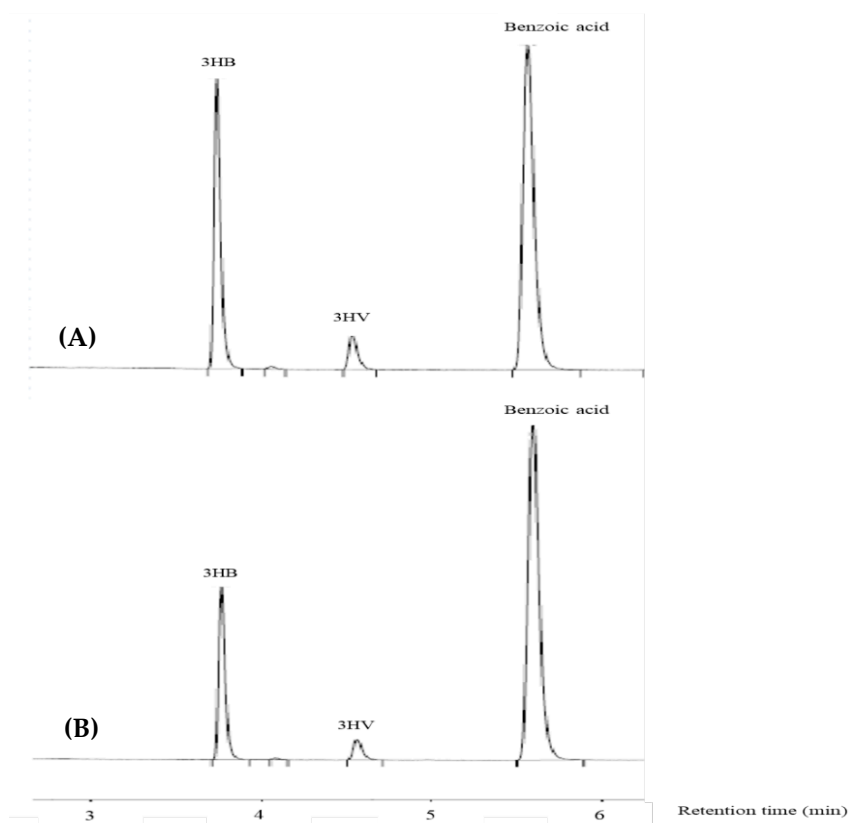 Benzoic acid
3HB
3HV
(A)
Benzoic acid
3HB
3HV
(B)
3 4 5 6 Retention time (min)